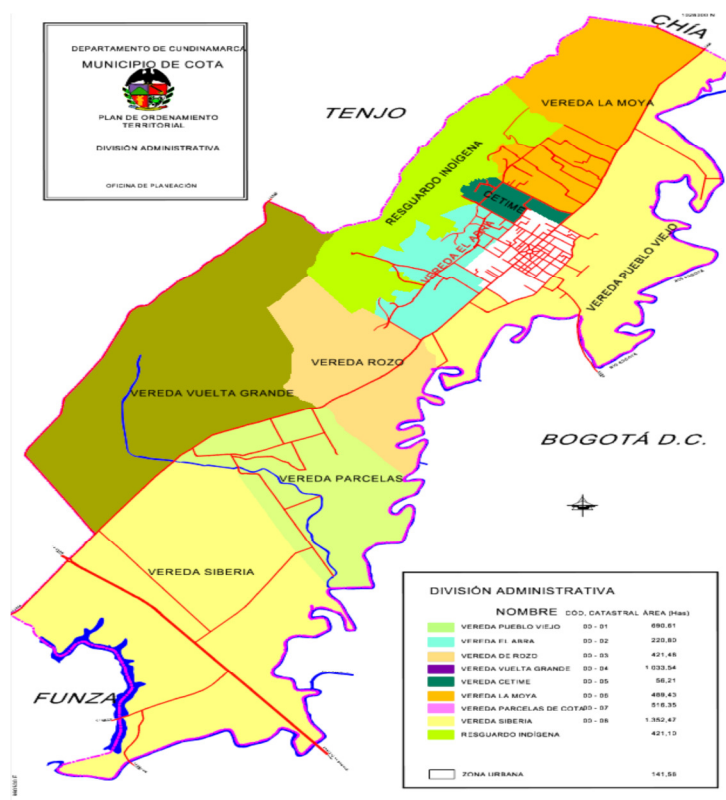 DEPARTAMENTO DE CUNDINAMARCA
MUNICIPIO DE COTA
PLAN DE ORDENAMIENTO
TERRITORIAL
DIVISIÓN ADMINISTRATIVA
OFICINA DE PLANEACIÓN
CHÍA
TENJO
VEREDA LA MOYA
RESGUARDO INDÍGENA
CETIME
VEREDA EL ABRA
VEREDA PUEBLO VIEJO
VEREDA ROZO
VEREDA VUELTA GRANDE
BOGOTÁ D.C.
VEREDA PARCELAS
VEREDA SIBERIA
FUNZA
DIVISIÓN ADMINISTRATIVA
NOMBRE COD. CATASTRAL ÁREA (Has)
VEREDA PUEBLO VIEJO 00 - 01 690,61
VEREDA EL ABRA 00 - 02 220,80
VEREDA DE ROZO 00 - 03 421,48
VEREDA VUELTA GRANDE 00 - 04 1 033,54
VEREDA CETIME 00 - 05 56,21
VEREDA LA MOYA 00 - 06 489,43
VEREDA PARCELAS DE COTA 00 - 07 516,35
VEREDA SIBERIA 00 - 08 1.352,47
RESGUARDO INDÍGENA 421,10
ZONA URBANA 141,58